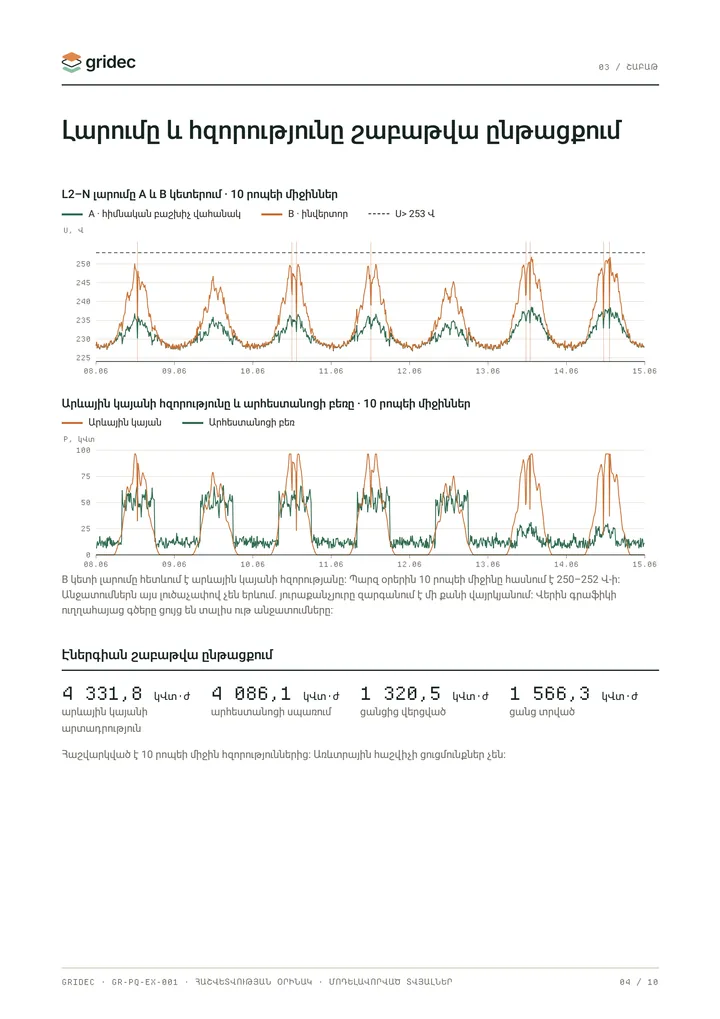 gridec
03 / ՇԱԲԱԹ
Լարումը և հզորությունը շաբաթվա ընթացքում
L2–N լարումը A և B կետերում · 10 րոպեի միջիններ
A · հիմնական բաշխիչ վահանակ
B · ինվերտոր
U> 253 Վ
U, Վ
250
245
240
235
230
225
08.06 09.06 10.06 11.06 12.06 13.06 14.06 15.06
Արևային կայանի հզորությունը և արհեստանոցի բեռը · 10 րոպեի միջիններ
Արևային կայան
Արհեստանոցի բեռ
P, կՎտ
100
75
50
25
0
08.06 09.06 10.06 11.06 12.06 13.06 14.06 15.06
B կետի լարումը հետևում է արևային կայանի հզորությանը: Պարզ օրերին 10 րոպեի միջինը հասնում է 250–252 Վ-ի:
Անջատումներն այս լուծաչափով չեն երևում. յուրաքանչյուրը զարգանում է մի քանի վայրկյանում: Վերին գրաֆիկի
ուղղահայաց գծերը ցույց են տալիս ութ անջատումները:
Էներգիան շաբաթվա ընթացքում
4 331,8 կՎտ·ժ
արևային կայանի
արտադրություն
4 086,1 կՎտ·ժ
արհեստանոցի սպառում
1 320,5 կՎտ·ժ
ցանցից վերցված
1 566,3 կՎտ·ժ
ցանց տրված
Հաշվարկված է 10 րոպեի միջին հզորություններից: Առևտրային հաշվիչի ցուցմունքներ չեն:
GRIDEC · GR-PQ-EX-001 · ՀԱՇՎԵՏՎՈՒԹՅԱՆ ՕՐԻՆԱԿ · ՄՈԴԵԼԱՎՈՐՎԱԾ ՏՎՅԱԼՆԵՐ
04 / 10